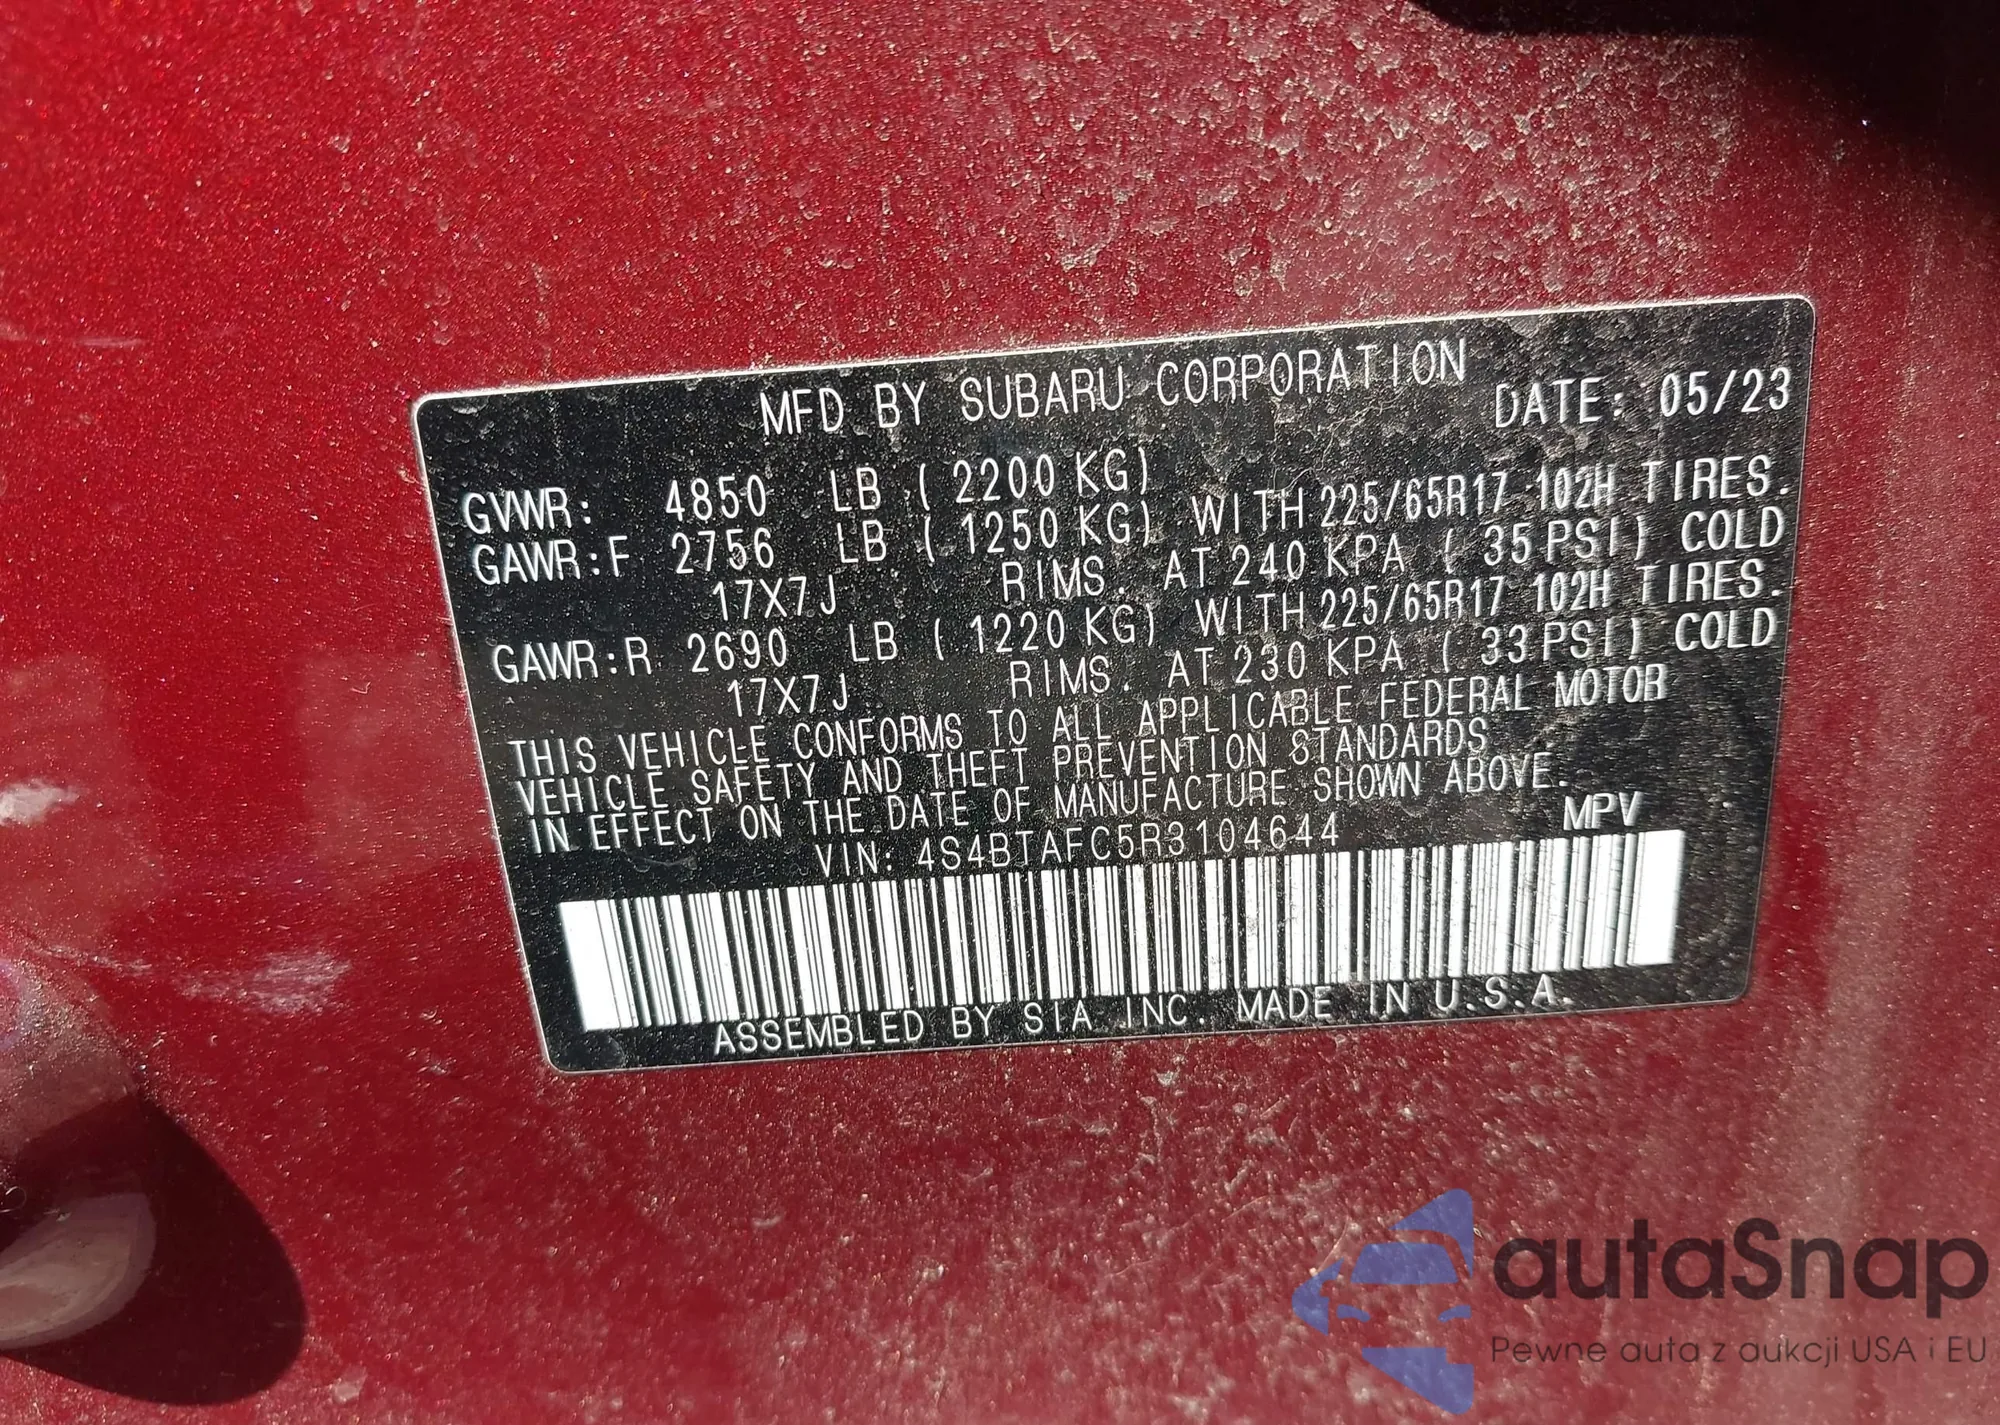 MFD BY SUBARU CORPORATION DATE: 05/23
GVWR: 4850 LB (2200 KG)
GAWR:F 2756 LB (1250 KG) WITH 225/65R17 102H TIRES.
17X7J RIMS. AT 240 KPA (35 PSI) COLD
GAWR:R 2690 LB (1220 KG) WITH 225/65R17 102H TIRES.
17X7J RIMS. AT 230 KPA (33 PSI) COLD
THIS VEHICLE CONFORMS TO ALL APPLICABLE FEDERAL MOTOR
VEHICLE SAFETY AND THEFT PREVENTION STANDARDS
IN EFFECT ON THE DATE OF MANUFACTURE SHOWN ABOVE.
VIN: 4S4BTAFC5R3104644 MPV
ASSEMBLED BY SIA INC. MADE IN U.S.A.
autaSnap
Pewne auta z aukcji USA i EU